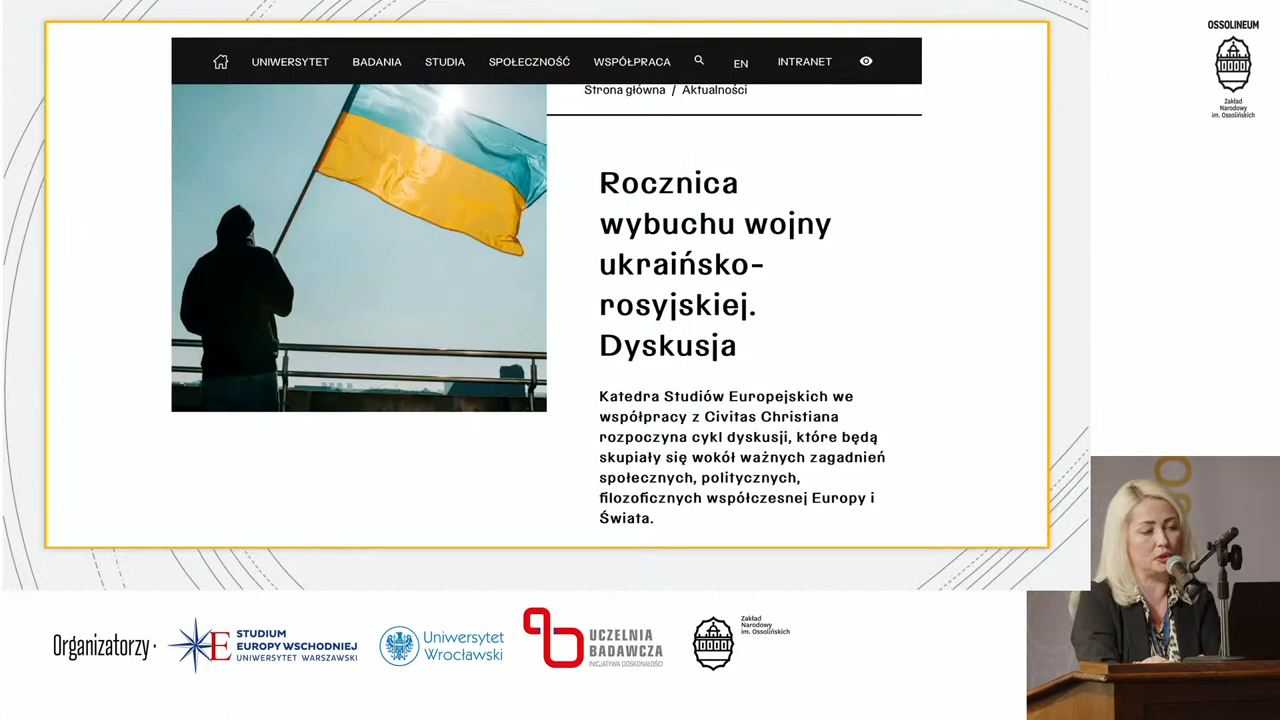 UNIWERSYTET BADANIA STUDIA SPOŁECZNOŚĆ WSPÓŁPRACA EN INTRANET
Strona główna / Aktualności
Rocznica
wybuchu wojny
ukraińsko-
rosyjskiej.
Dyskusja
Katedra Studiów Europejskich we
współpracy z Civitas Christiana
rozpoczyna cykl dyskusji, które będą
skupiały się wokół ważnych zagadnień
społecznych, politycznych,
filozoficznych współczesnej Europy i
Świata.
OSSOLINEUM
Zakład
Narodowy
im. Ossolińskich
Organizatorzy·
E
STUDIUM
EUROPY WSCHODNIEJ
UNIWERSYTET WARSZAWSKI
Uniwersytet
Wrocławski
UCZELNIA
BADAWCZA
INICJATYWA DOSKONAŁOŚCI
Zakład
Narodowy
im. Ossolińskich